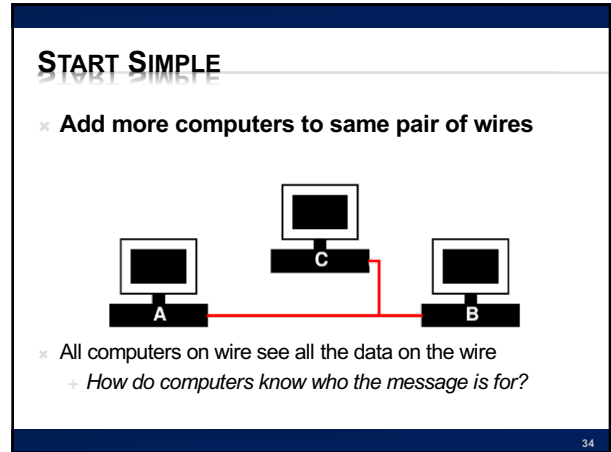 START SIMPLE
× Add more computers to same pair of wires
C
A
B
× All computers on wire see all the data on the wire
+ How do computers know who the message is for?
34